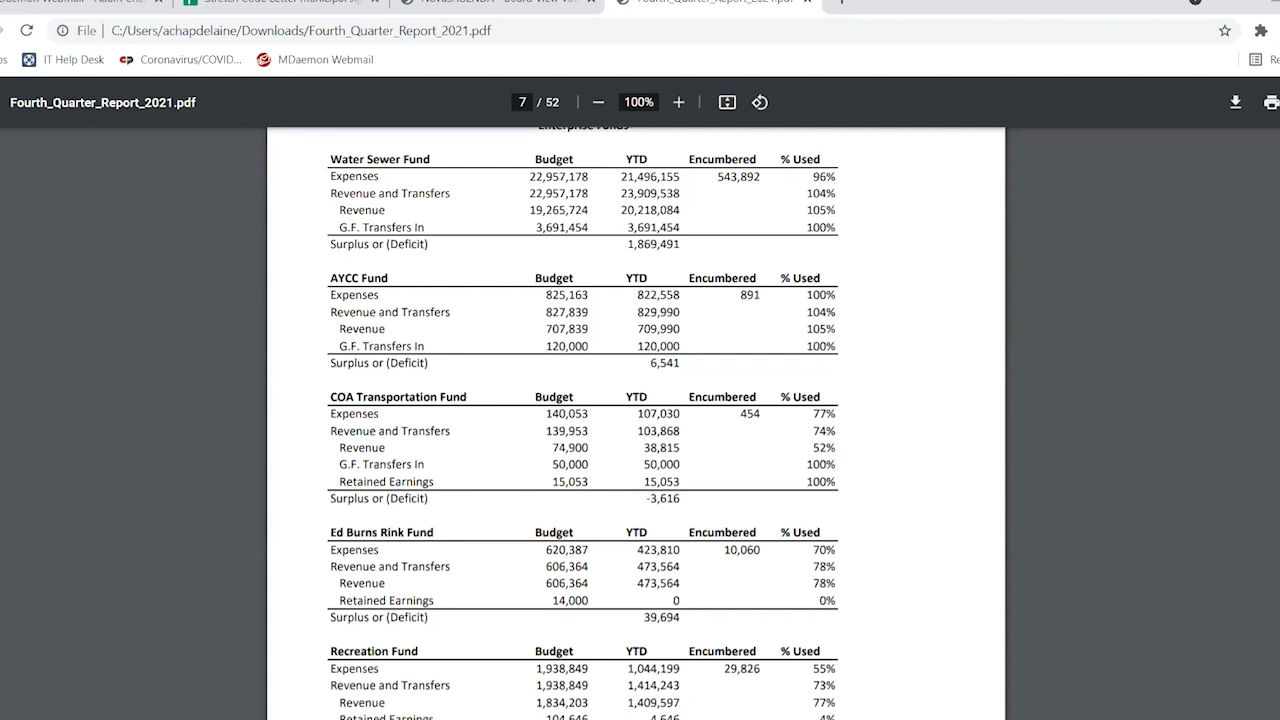 Fourth_Quarter_Report_2021.pdf
File | C:/Users/achapdelaine/Downloads/Fourth_Quarter_Report_2021.pdf
IT Help Desk Coronavirus/COVID... MDaemon Webmail
Fourth_Quarter_Report_2021.pdf 7 / 52 100%
Enterprise Funds
Water Sewer Fund Budget YTD Encumbered % Used
Expenses 22,957,178 21,496,155 543,892 96%
Revenue and Transfers 22,957,178 23,909,538 104%
Revenue 19,265,724 20,218,084 105%
G.F. Transfers In 3,691,454 3,691,454 100%
Surplus or (Deficit) 1,869,491
AYCC Fund Budget YTD Encumbered % Used
Expenses 825,163 822,558 891 100%
Revenue and Transfers 827,839 829,990 104%
Revenue 707,839 709,990 105%
G.F. Transfers In 120,000 120,000 100%
Surplus or (Deficit) 6,541
COA Transportation Fund Budget YTD Encumbered % Used
Expenses 140,053 107,030 454 77%
Revenue and Transfers 139,953 103,868 74%
Revenue 74,900 38,815 52%
G.F. Transfers In 50,000 50,000 100%
Retained Earnings 15,053 15,053 100%
Surplus or (Deficit) -3,616
Ed Burns Rink Fund Budget YTD Encumbered % Used
Expenses 620,387 423,810 10,060 70%
Revenue and Transfers 606,364 473,564 78%
Revenue 606,364 473,564 78%
Retained Earnings 14,000 0 0%
Surplus or (Deficit) 39,694
Recreation Fund Budget YTD Encumbered % Used
Expenses 1,938,849 1,044,199 29,826 55%
Revenue and Transfers 1,938,849 1,414,243 73%
Revenue 1,834,203 1,409,597 77%
Retained Earnings 104,646 4,646 4%